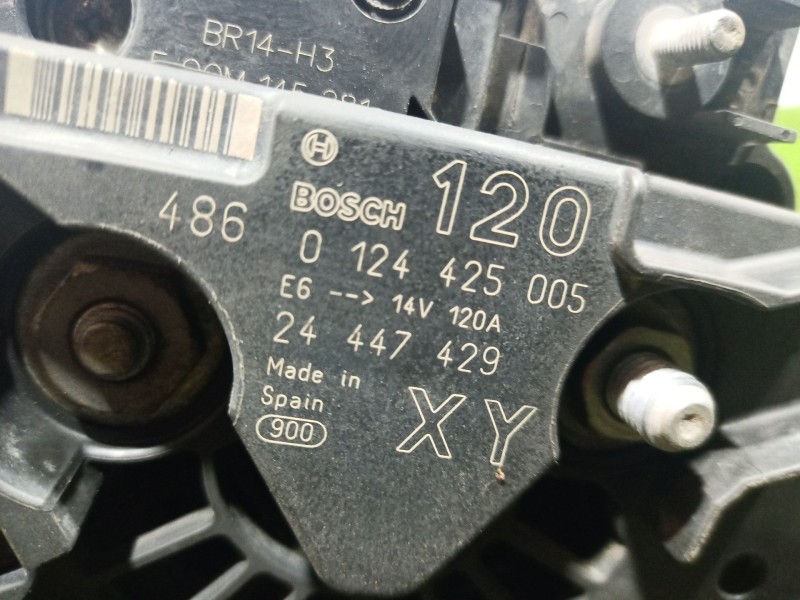 BR14-H3
486
BOSCH 120
0 124 425 005
E6 --> 14V 120A
24 447 429
Made in
Spain
900
XY